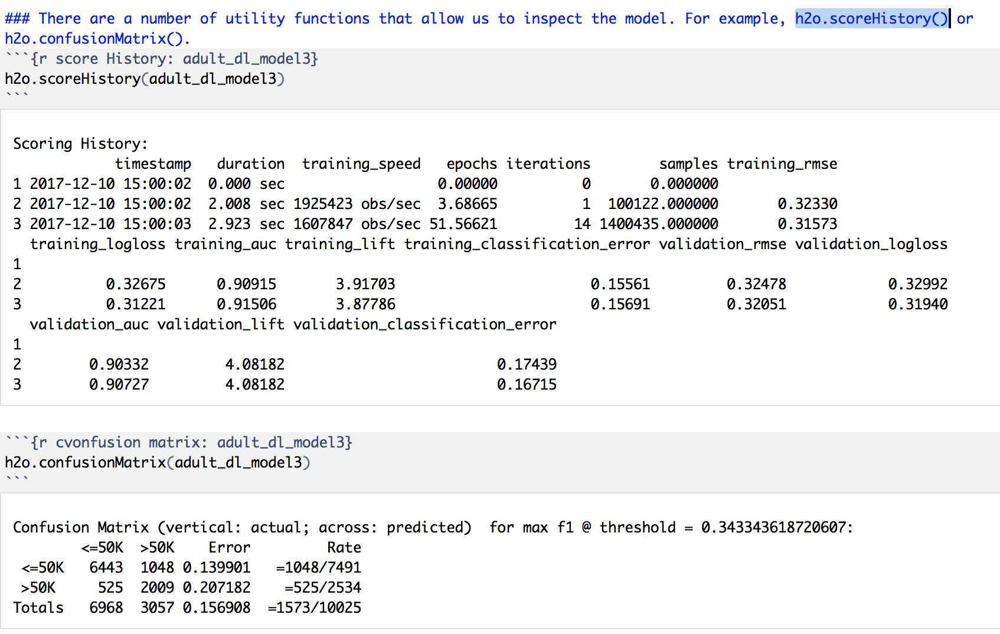 ### There are a number of utility functions that allow us to inspect the model. For example, h2o.scoreHistory() or
h2o.confusionMatrix().
```{r score History: adult_dl_model3}
h2o.scoreHistory(adult_dl_model3)
```
Scoring History:
            timestamp   duration  training_speed   epochs iterations        samples training_rmse
1 2017-12-10 15:00:02  0.000 sec                  0.00000          0       0.000000
2 2017-12-10 15:00:02  2.008 sec 1925423 obs/sec  3.68665          1  100122.000000       0.32330
3 2017-12-10 15:00:03  2.923 sec 1607847 obs/sec 51.56621         14 1400435.000000       0.31573
  training_logloss training_auc training_lift training_classification_error validation_rmse validation_logloss
1
2          0.32675      0.90915       3.91703                       0.15561         0.32478            0.32992
3          0.31221      0.91506       3.87786                       0.15691         0.32051            0.31940
  validation_auc validation_lift validation_classification_error
1
2        0.90332         4.08182                         0.17439
3        0.90727         4.08182                         0.16715
```{r cvonfusion matrix: adult_dl_model3}
h2o.confusionMatrix(adult_dl_model3)
```
Confusion Matrix (vertical: actual; across: predicted)  for max f1 @ threshold = 0.343343618720607:
        <=50K  >50K    Error         Rate
 <=50K   6443  1048 0.139901   =1048/7491
 >50K     525  2009 0.207182    =525/2534
Totals   6968  3057 0.156908  =1573/10025